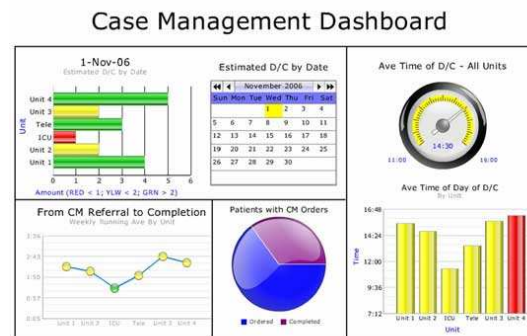 Case Management Dashboard
1-Nov-06
Estimated D/C by Date
Unit
Unit 4
Unit 3
Tele
ICU
Unit 2
Unit 1
0 1 2 3 4 5 6
Amount (RED < 1; YLW < 2; GRN > 2)
Estimated D/C by Date
November 2006
Sun Mon Tue Wed Thu Fri Sat
1 2 3 4
5 6 7 8 9 10 11
12 13 14 15 16 17 18
19 20 21 22 23 24 25
26 27 28 29 30
Ave Time of D/C - All Units
14:30
11:00
16:00
From CM Referral to Completion
Weekly Running Ave By Unit
2:43
0:57
Unit 1 Unit 2 ICU Tele Unit 3 Unit 4
Patients with CM Orders
Ordered Completed
Ave Time of Day of D/C
By Unit
Time
16:48
14:24
12:00
9:36
7:12
Unit 1 Unit 2 ICU Tele Unit 3 Unit 4
Unit